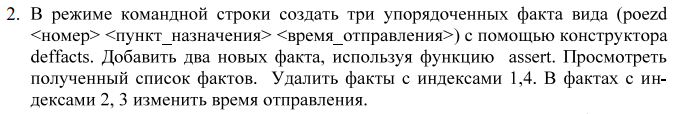 2. В режиме командной строки создать три упорядоченных факта вида (poezd
<номер> <пункт_назначения> <время_отправления>) с помощью конструктора
deffacts. Добавить два новых факта, используя функцию assert. Просмотреть
полученный список фактов. Удалить факты с индексами 1,4. В фактах с ин-
дексами 2, 3 изменить время отправления.